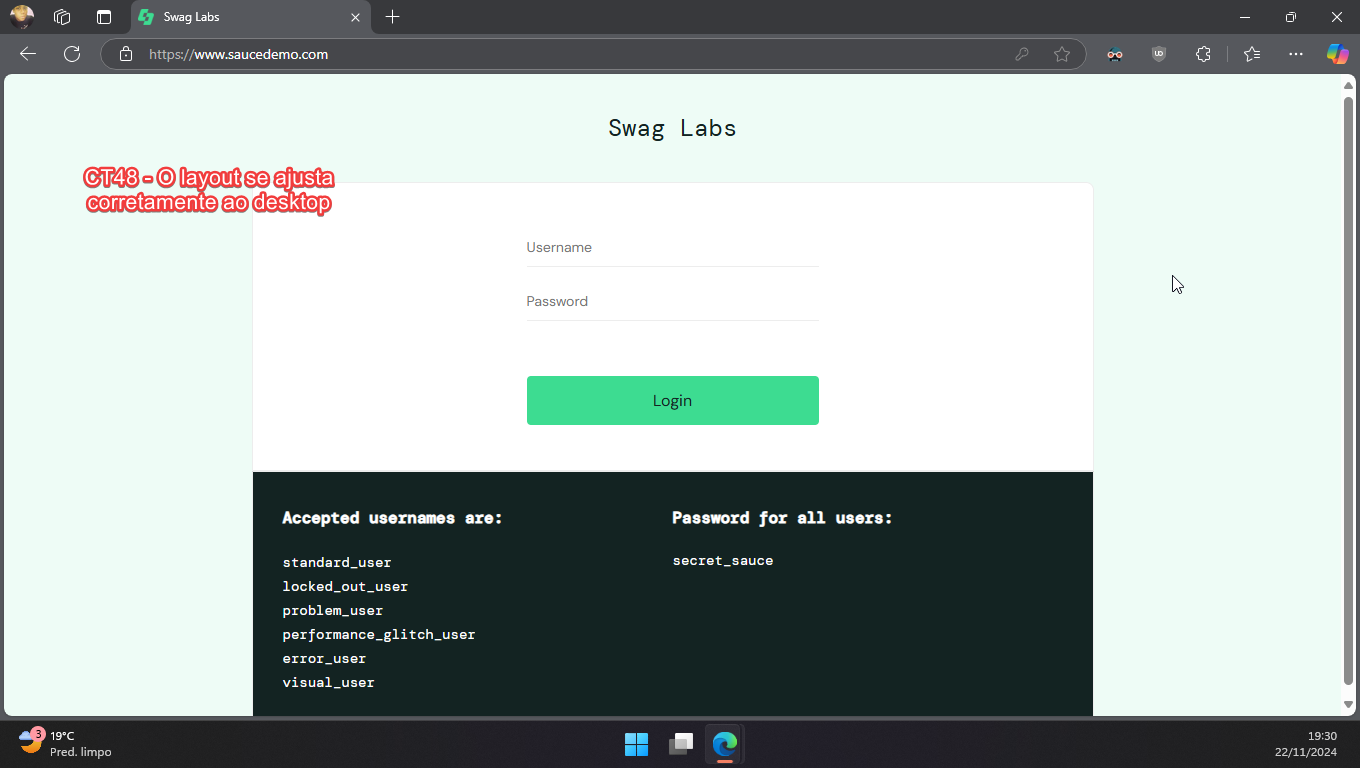 Swag Labs
https://www.saucedemo.com
UD
Swag Labs
CT48 - O layout se ajusta
corretamente ao desktop
Username
Password
Login
Accepted usernames are:
standard_user
locked_out_user
problem_user
performance_glitch_user
error_user
visual_user
Password for all users:
secret_sauce
3
19°C
Pred. limpo
19:30
22/11/2024